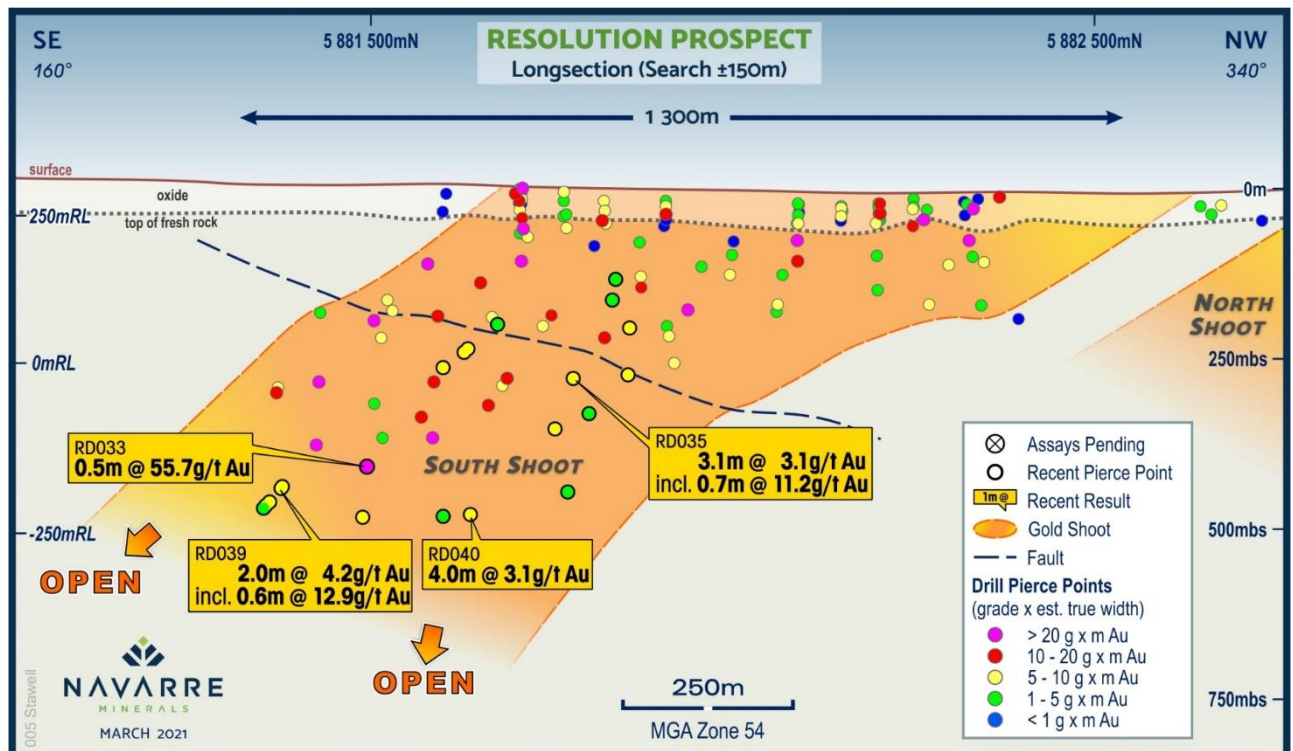 SE
160°
5 881 500mN
RESOLUTION PROSPECT
Longsection (Search ±150m)
5 882 500mN
NW
340°
1 300m
surface
oxide
0m
250mRL
top of fresh rock
NORTH
SHOOT
0mRL
250mbs
RD033
0.5m @ 55.7g/t Au
SOUTH SHOOT
RD035
3.1m @ 3.1g/t Au
incl. 0.7m @ 11.2g/t Au
-250mRL
OPEN
RD039
2.0m @ 4.2g/t Au
incl. 0.6m @ 12.9g/t Au
RD040
4.0m @ 3.1g/t Au
OPEN
Assays Pending
Recent Pierce Point
1m @
Recent Result
Gold Shoot
Fault
500mbs
Drill Pierce Points
(grade x est. true width)
> 20 g x m Au
10 - 20 g x m Au
5 - 10 g x m Au
1 - 5 g x m Au
< 1 g x m Au
750mbs
250m
MGA Zone 54
NAVARRE
MINERALS
MARCH 2021
005 Stawell